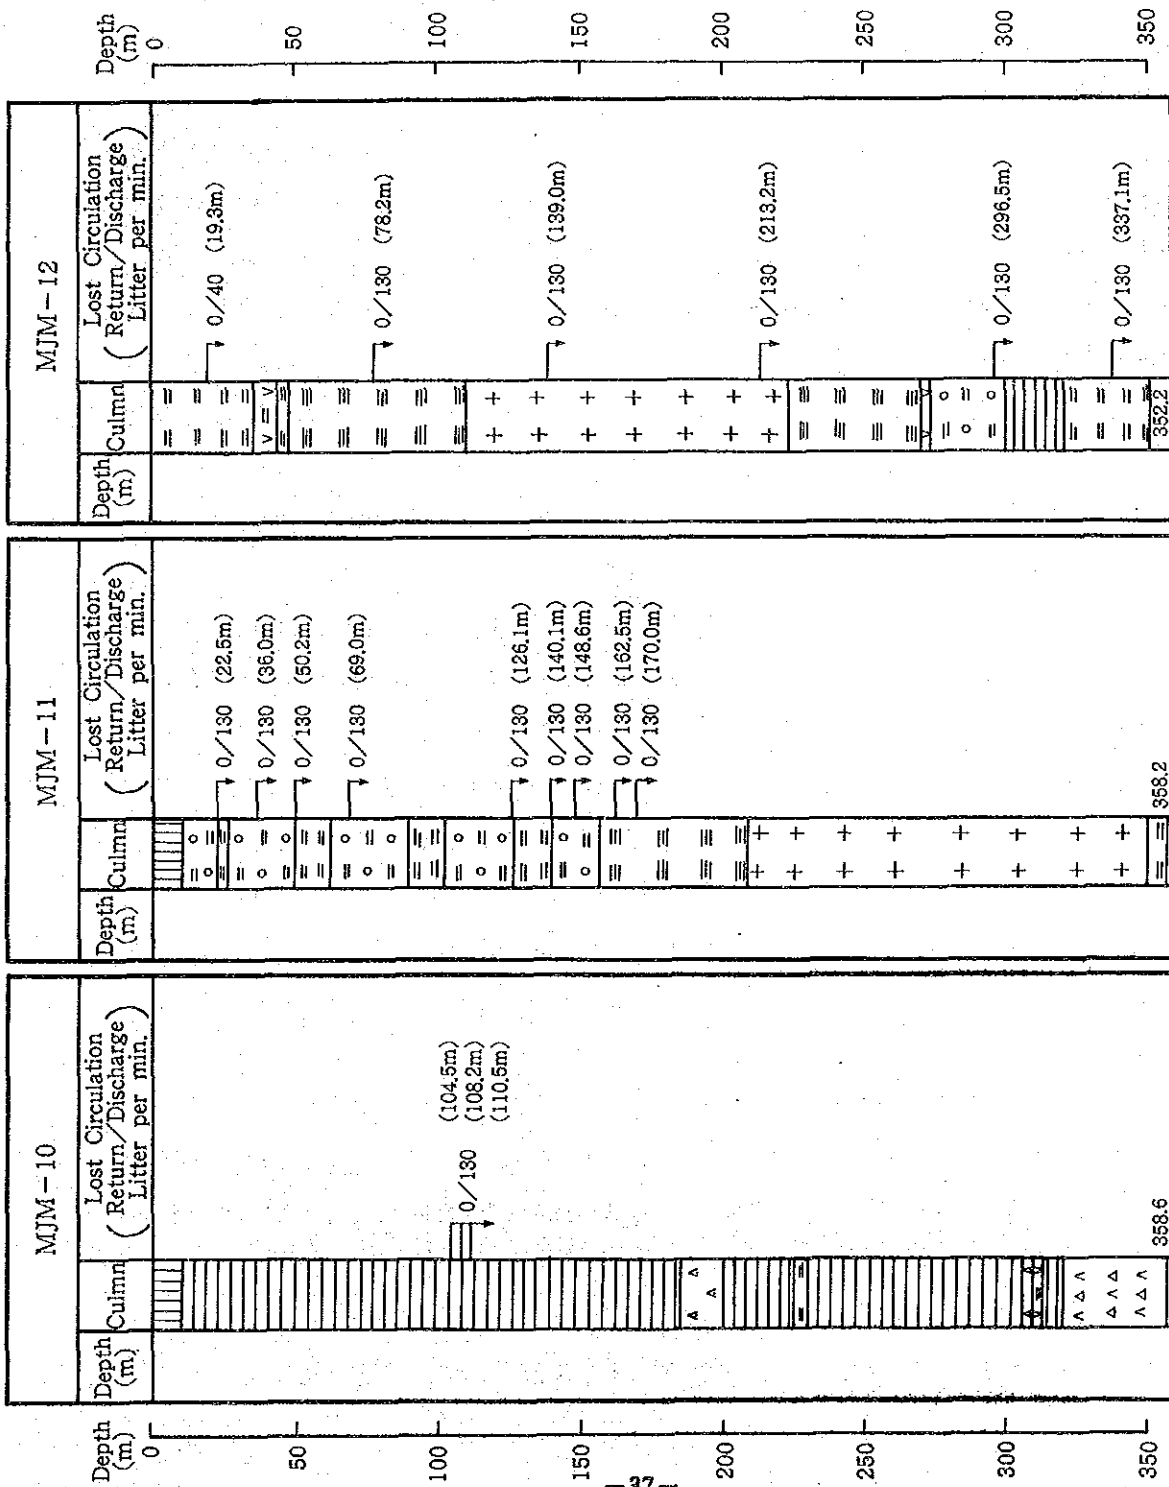 MJM-10
Depth
(m)
Culmn
Lost Circulation
( Return/Discharge )
Litter per min.
0/130
(104.5m)
(108.2m)
(110.5m)
358.6
MJM-11
Depth
(m)
Culmn
Lost Circulation
( Return/Discharge )
Litter per min.
0/130 (22.5m)
0/130 (36.0m)
0/130 (50.2m)
0/130 (69.0m)
0/130 (126.1m)
0/130 (140.1m)
0/130 (148.6m)
0/130 (162.5m)
0/130 (170.0m)
358.2
MJM-12
Depth
(m)
Culmn
Lost Circulation
( Return/Discharge )
Litter per min.
0/40 (19.3m)
0/130 (78.2m)
0/130 (139.0m)
0/130 (213.2m)
0/130 (296.5m)
0/130 (337.1m)
352.2
Depth
(m)
0
50
100
150
200
250
300
350
Depth
(m)
0
50
100
150
200
250
300
350
-37-